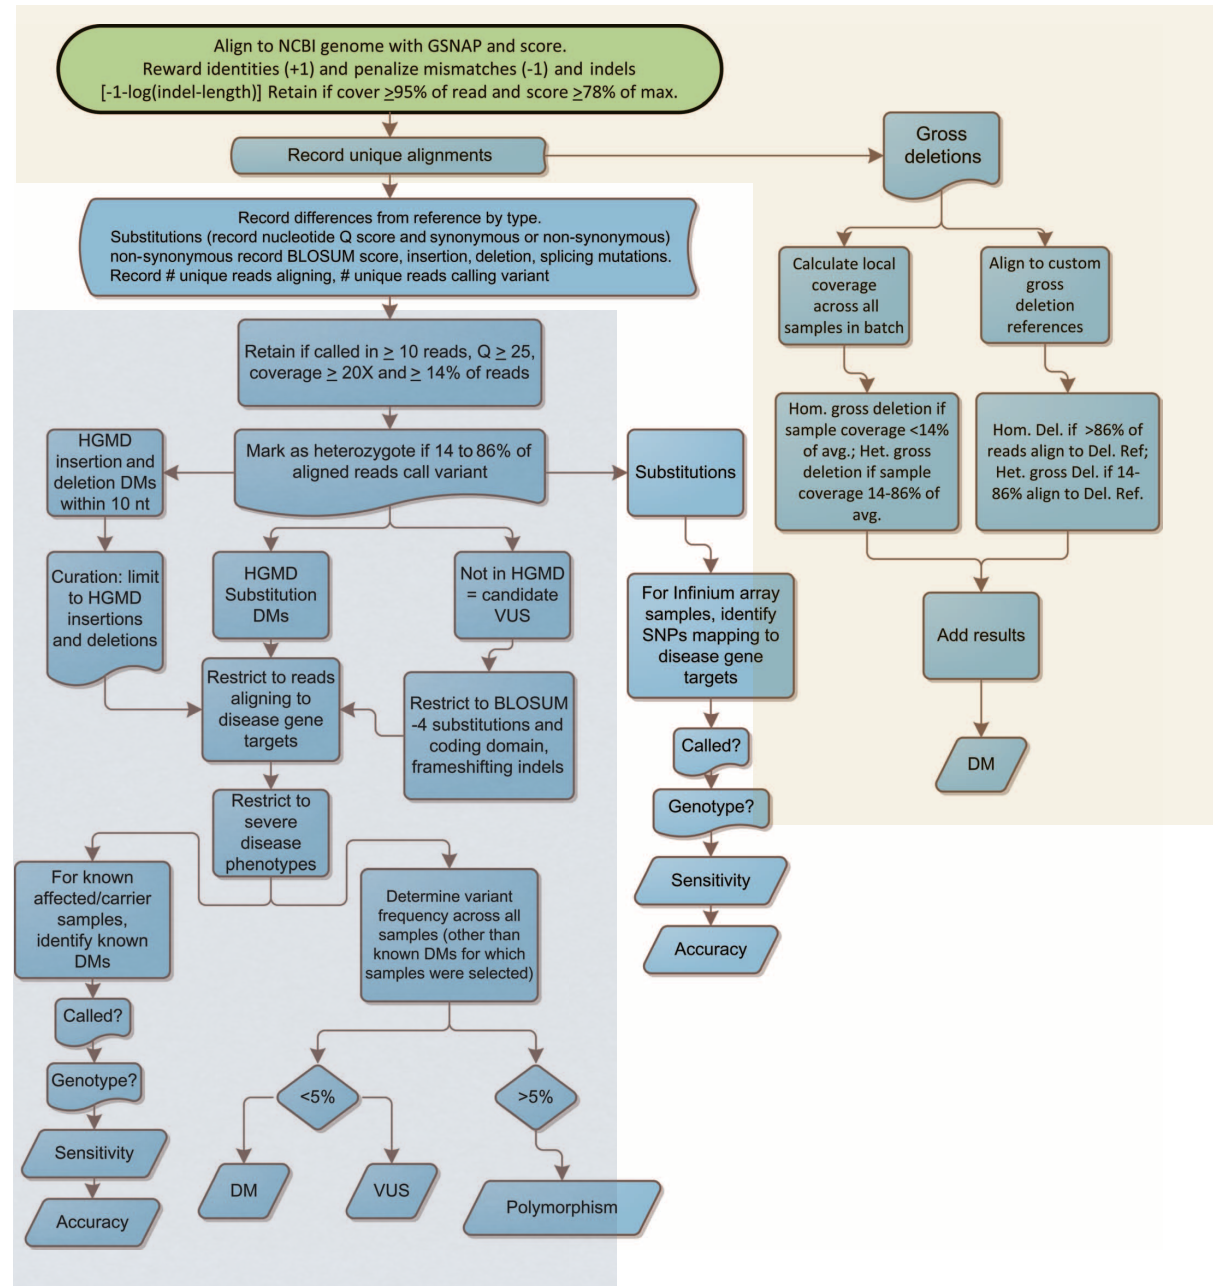 Align to NCBI genome with GSNAP and score.
Reward identities (+1) and penalize mismatches (-1) and indels
[-1-log(indel-length)] Retain if cover ≥95% of read and score ≥78% of max.
Record unique alignments
Gross
deletions
Record differences from reference by type.
Substitutions (record nucleotide Q score and synonymous or non-synonymous)
non-synonymous record BLOSUM score, insertion, deletion, splicing mutations.
Record # unique reads aligning, # unique reads calling variant
Calculate local
coverage
across all
samples in batch
Align to custom
gross
deletion
references
Retain if called in ≥ 10 reads, Q ≥ 25,
coverage ≥ 20X and ≥ 14% of reads
Hom. gross deletion if
sample coverage <14%
of avg.; Het. gross
deletion if sample
coverage 14-86% of
avg.
Hom. Del. if >86% of
reads align to Del. Ref;
Het. gross Del. if 14-
86% align to Del. Ref.
HGMD
insertion and
deletion DMs
within 10 nt
Mark as heterozygote if 14 to 86% of
aligned reads call variant
Substitutions
Curation: limit
to HGMD
insertions
and deletions
HGMD
Substitution
DMs
Not in HGMD
= candidate
VUS
For Infinium array
samples, identify
SNPs mapping to
disease gene
targets
Add results
Restrict to reads
aligning to
disease gene
targets
Restrict to BLOSUM
-4 substitutions and
coding domain,
frameshifting indels
Called?
DM
Restrict to
severe
disease
phenotypes
Genotype?
For known
affected/carrier
samples,
identify known
DMs
Determine variant
frequency across all
samples (other than
known DMs for which
samples were selected)
Sensitivity
Accuracy
Called?
Genotype?
<5%
>5%
Sensitivity
DM
VUS
Polymorphism
Accuracy